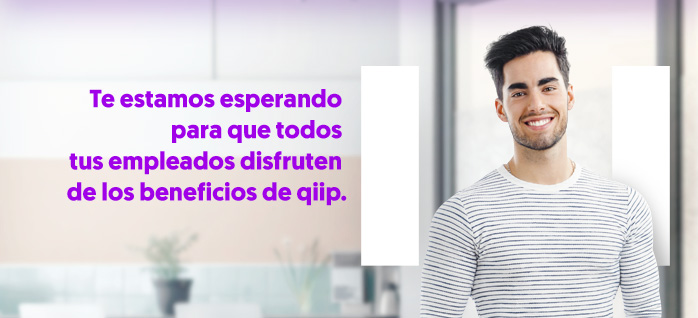 Te estamos esperando
para que todos
tus empleados disfruten
de los beneficios de qiip.